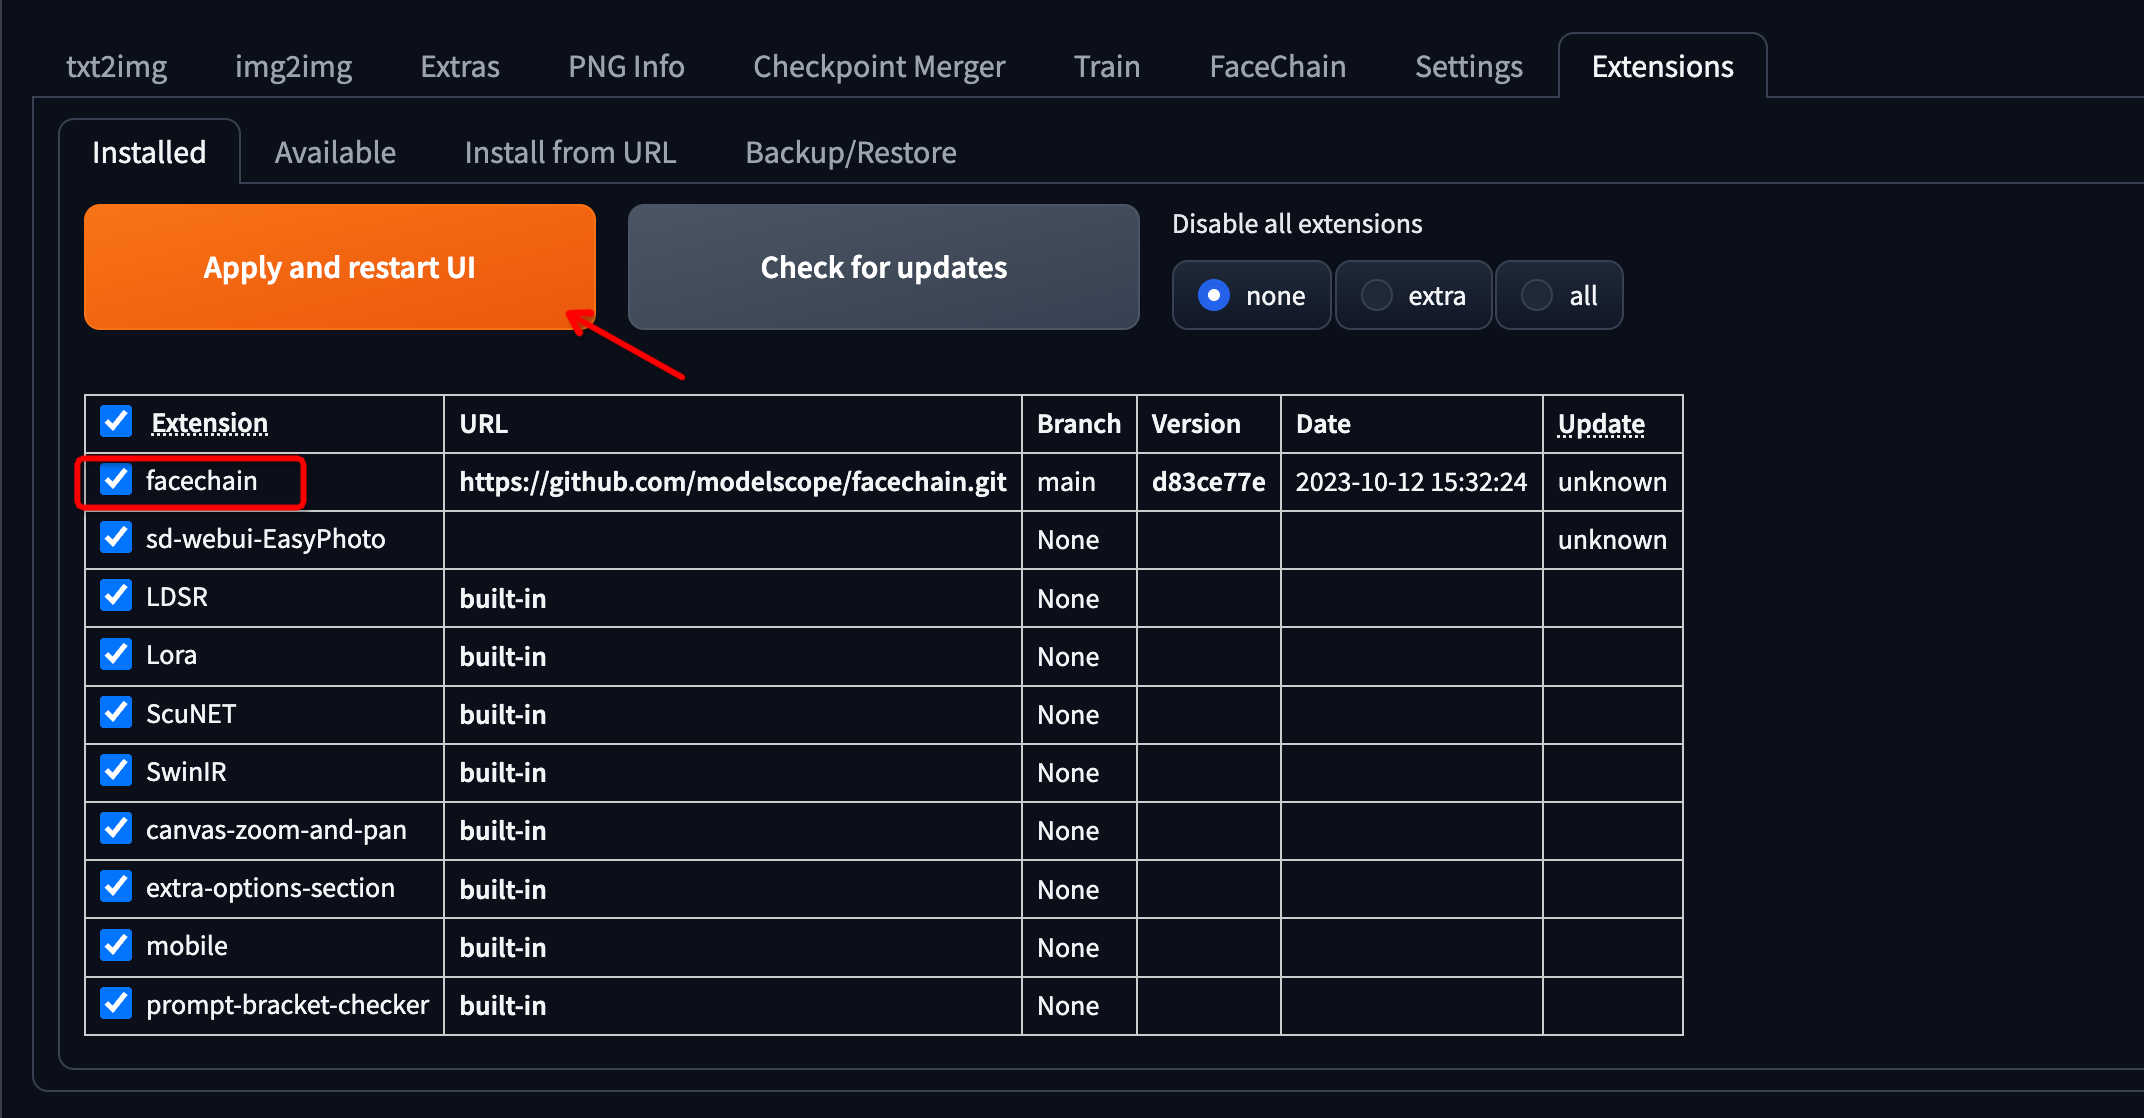 txt2img img2img Extras PNG Info Checkpoint Merger Train FaceChain Settings Extensions
Installed Available Install from URL Backup/Restore
Disable all extensions
Apply and restart UI Check for updates none extra all
Extension URL Branch Version Date Update
facechain https://github.com/modelscope/facechain.git main d83ce77e 2023-10-12 15:32:24 unknown
sd-webui-EasyPhoto None unknown
LDSR built-in None
Lora built-in None
ScuNET built-in None
SwinIR built-in None
canvas-zoom-and-pan built-in None
extra-options-section built-in None
mobile built-in None
prompt-bracket-checker built-in None